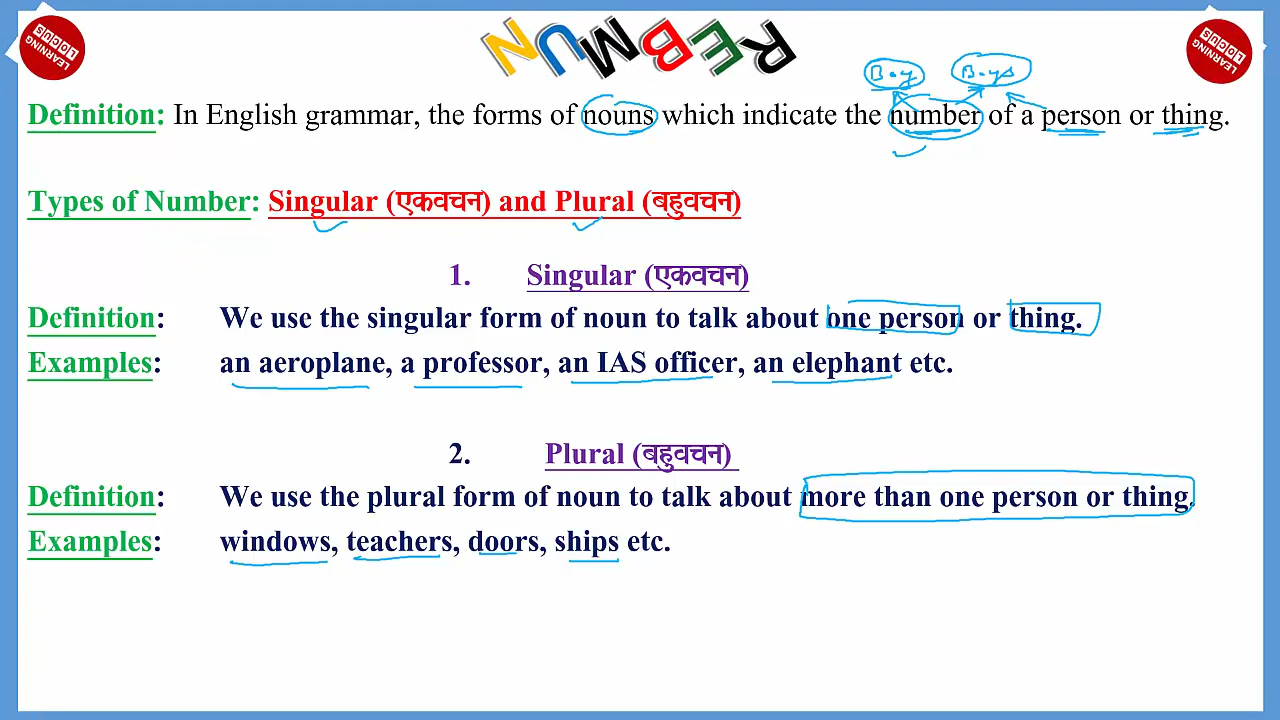 LOCUS
LEARNING
NUMBER
LOCUS
LEARNING
Boy
Boys
Definition: In English grammar, the forms of nouns which indicate the number of a person or thing.
Types of Number: Singular (एकवचन) and Plural (बहुवचन)
1. Singular (एकवचन)
Definition: We use the singular form of noun to talk about one person or thing.
Examples: an aeroplane, a professor, an IAS officer, an elephant etc.
2. Plural (बहुवचन)
Definition: We use the plural form of noun to talk about more than one person or thing.
Examples: windows, teachers, doors, ships etc.